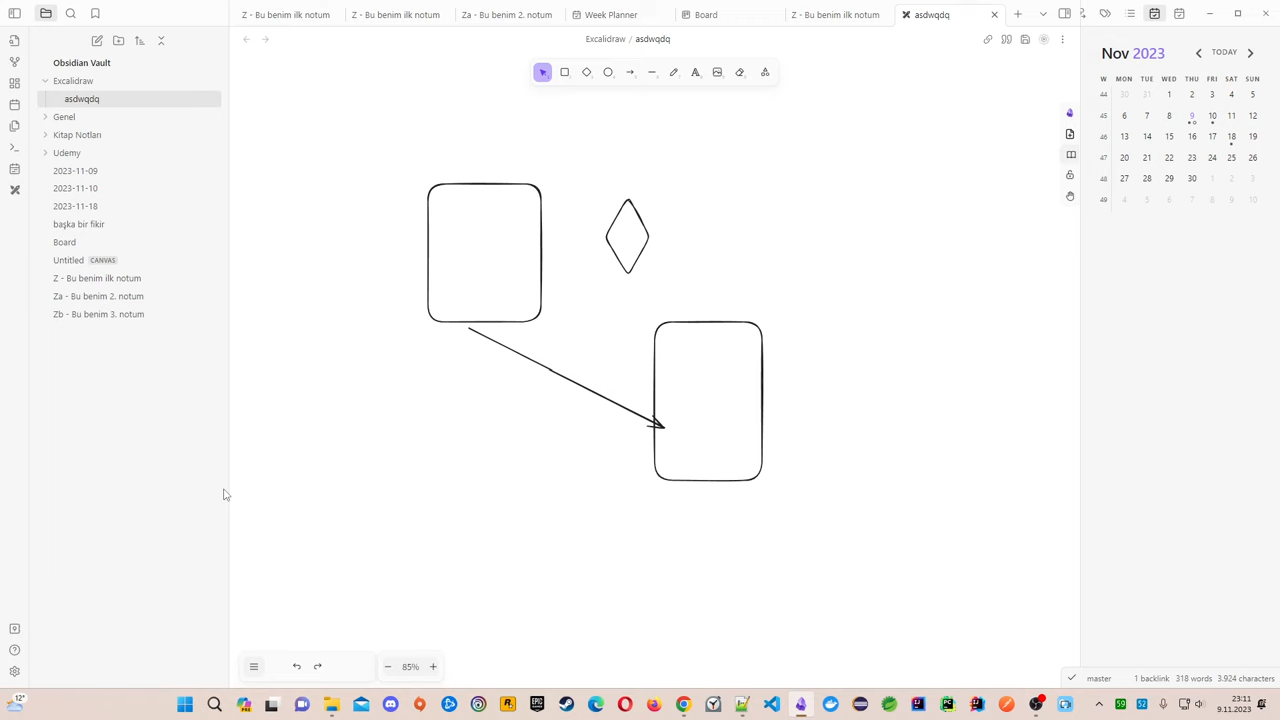 Z - Bu benim ilk notum
Z - Bu benim ilk notum
Za - Bu benim 2. notum
Week Planner
Board
Z - Bu benim ilk notum
asdwqdq
Excalidraw / asdwqdq
Obsidian Vault
Excalidraw
asdwqdq
Genel
Kitap Notları
Udemy
2023-11-09
2023-11-10
2023-11-18
başka bir fikir
Board
Untitled CANVAS
Z - Bu benim ilk notum
Za - Bu benim 2. notum
Zb - Bu benim 3. notum
Nov 2023 TODAY
W MON TUE WED THU FRI SAT SUN
44 30 31 1 2 3 4 5
45 6 7 8 9 10 11 12
46 13 14 15 16 17 18 19
47 20 21 22 23 24 25 26
48 27 28 29 30 1 2 3
49 4 5 6 7 8 9 10
85%
master 1 backlink 318 words 3.924 characters
12°
59 52
23:11
9.11.2023